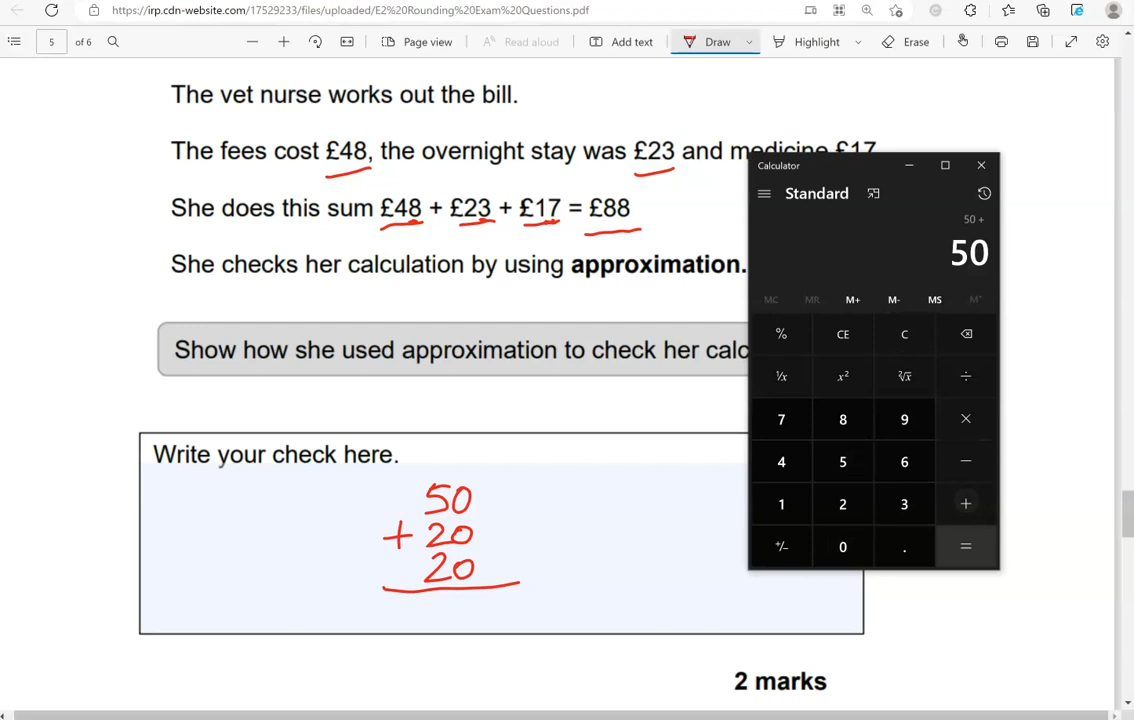 https://irp.cdn-website.com/17529233/files/uploaded/E2%20Rounding%20Exam%20Questions.pdf
5 of 6 Page view Read aloud Add text Draw Highlight Erase
The vet nurse works out the bill.
The fees cost £48, the overnight stay was £23 and medicine £17
She does this sum £48 + £23 + £17 = £88
She checks her calculation by using approximation.
Show how she used approximation to check her calc
Write your check here.
50
+ 20
20
2 marks
Calculator
Standard
50 +
50
MC MR M+ M- MS M˅
% CE C
¹/x x² ²√x ÷
7 8 9 ×
4 5 6 −
1 2 3 +
+/− 0 . =